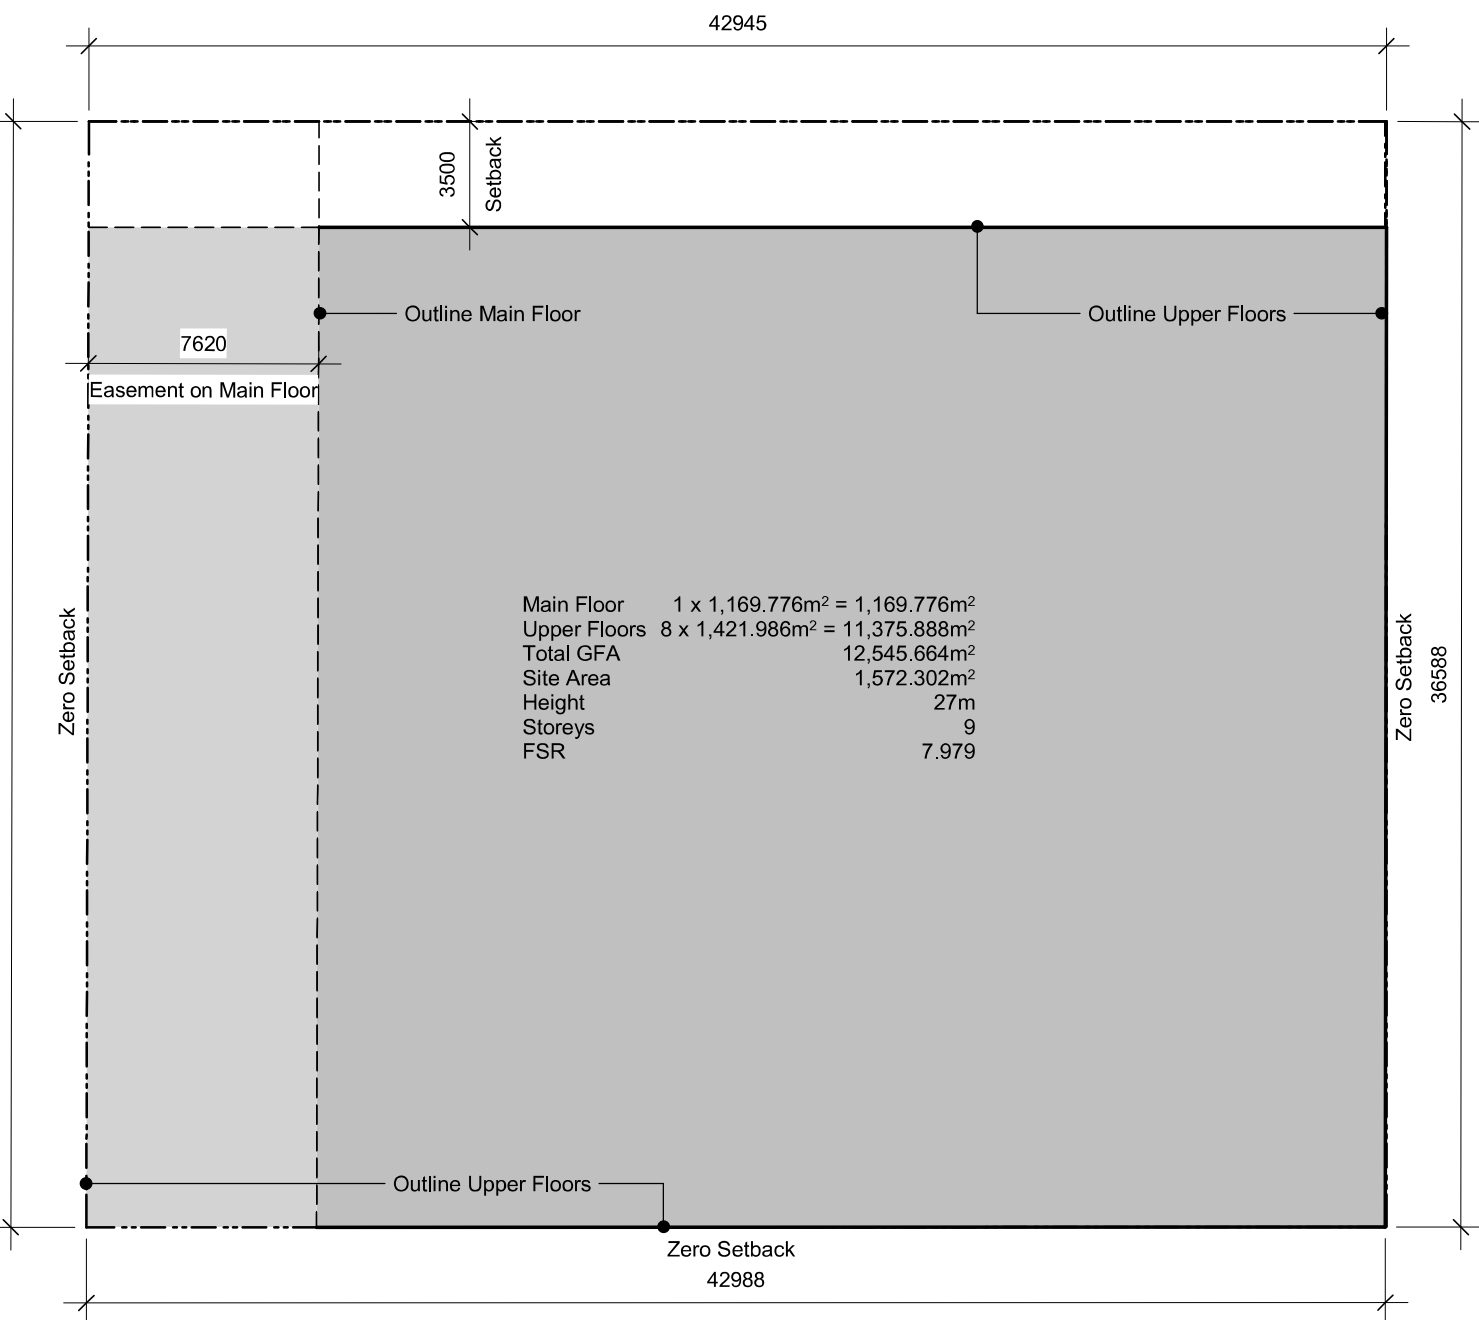 42945
3500
Setback
Outline Main Floor
Outline Upper Floors
7620
Easement on Main Floor
Main Floor 1 x 1,169.776m² = 1,169.776m²
Upper Floors 8 x 1,421.986m² = 11,375.888m²
Total GFA 12,545.664m²
Site Area 1,572.302m²
Height 27m
Storeys 9
FSR 7.979
Zero Setback
Zero Setback
36588
Outline Upper Floors
Zero Setback
42988